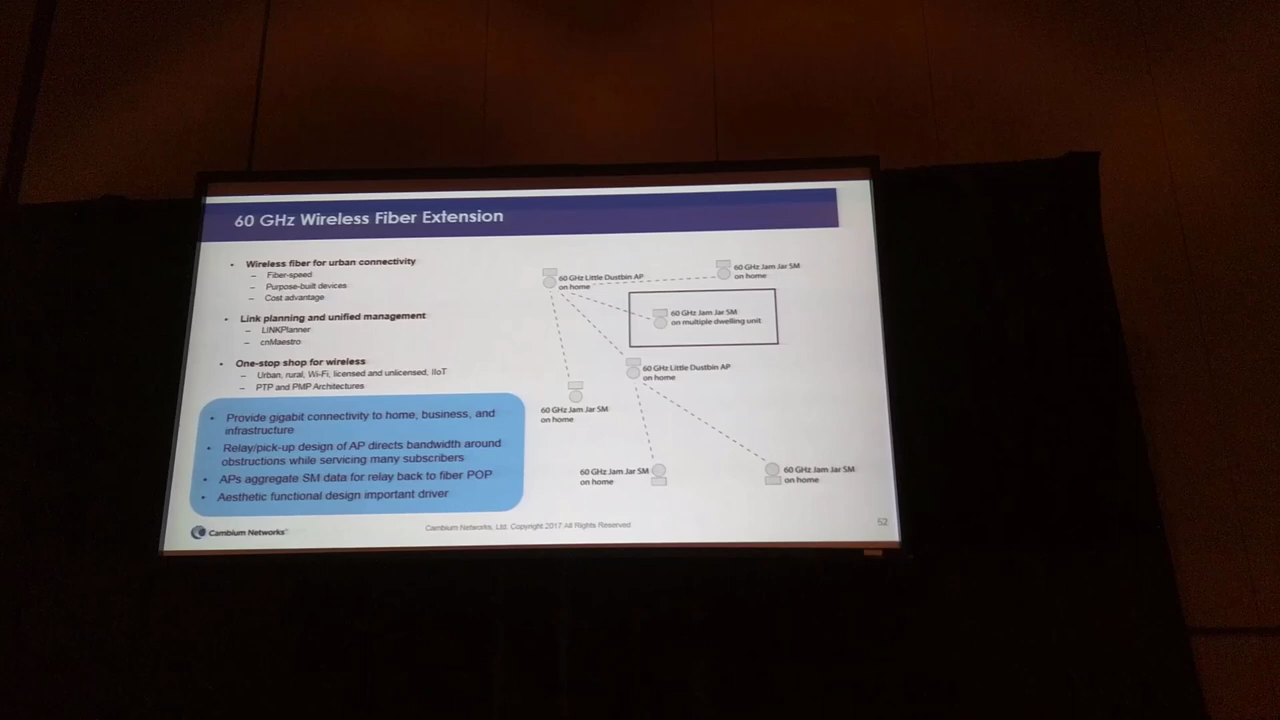 60 GHz Wireless Fiber Extension
• Wireless fiber for urban connectivity
– Fiber-speed
– Purpose-built devices
– Cost advantage
• Link planning and unified management
– LINKPlanner
– cnMaestro
• One-stop shop for wireless
– Urban, rural, Wi-Fi, licensed and unlicensed, IIoT
– PTP and PMP Architectures
• Provide gigabit connectivity to home, business, and
infrastructure
• Relay/pick-up design of AP directs bandwidth around
obstructions while servicing many subscribers
• APs aggregate SM data for relay back to fiber POP
• Aesthetic functional design important driver
60 GHz Little Dustbin AP
on home
60 GHz Jam Jar SM
on home
60 GHz Jam Jar SM
on multiple dwelling unit
60 GHz Little Dustbin AP
on home
60 GHz Jam Jar SM
on home
60 GHz Jam Jar SM
on home
60 GHz Jam Jar SM
on home
Cambium Networks™
Cambium Networks, Ltd. Copyright 2017 All Rights Reserved
52